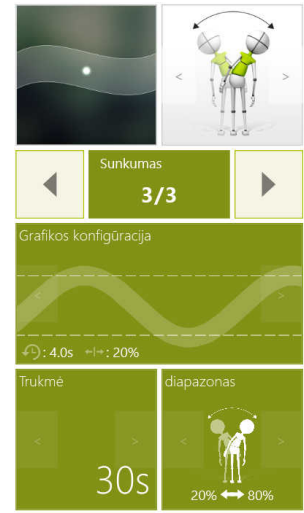 Sunkumas
3/3
Grafikos konfigūracija
: 4.0s : 20%
Trukmė
30s
diapazonas
20% ↔ 80%